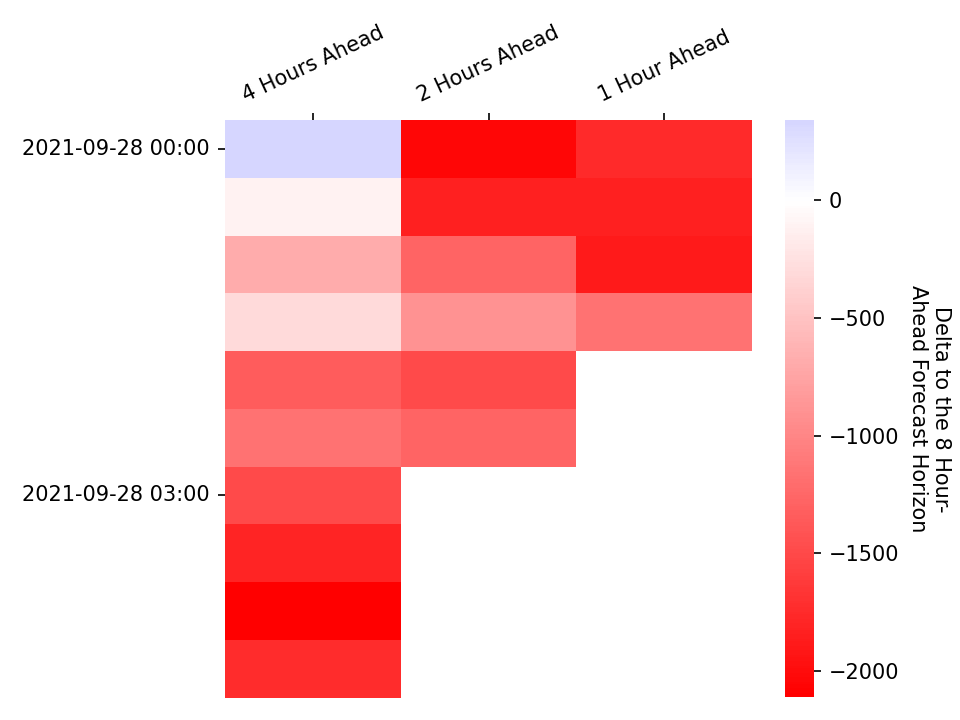 4 Hours Ahead
2 Hours Ahead
1 Hour Ahead
2021-09-28 00:00
2021-09-28 03:00
0
−500
−1000
−1500
−2000
Delta to the 8 Hour-
Ahead Forecast Horizon